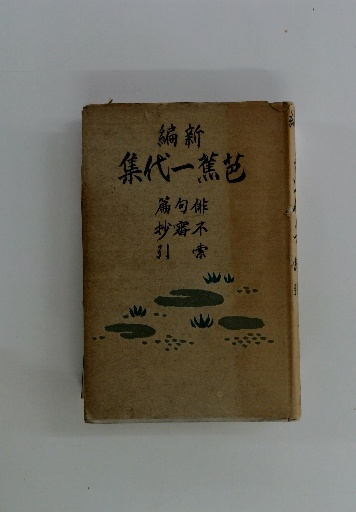 新編
芭蕉一代集
俳句篇
不審抄
索引